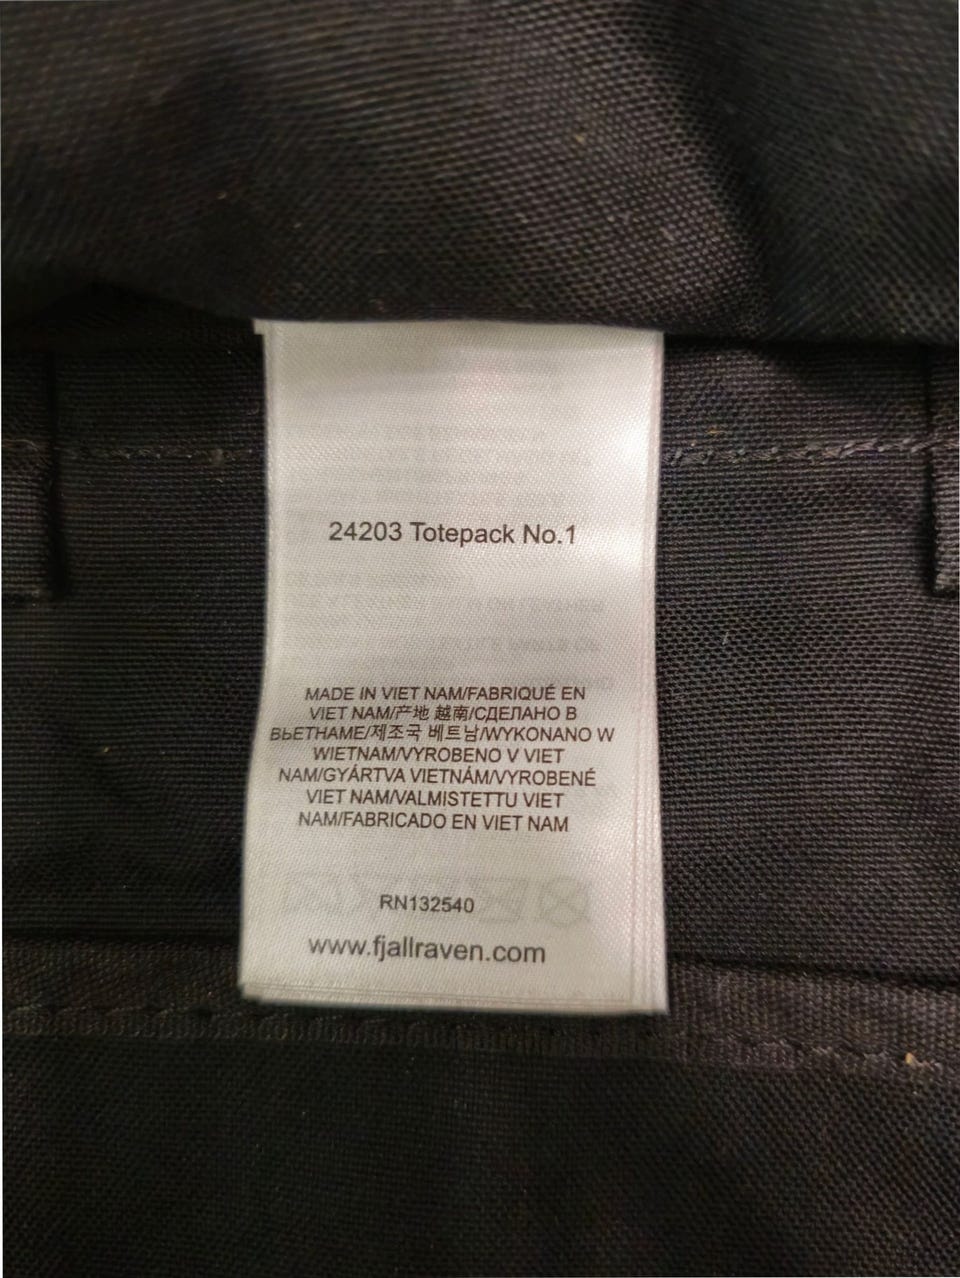 24203 Totepack No.1
MADE IN VIET NAM/FABRIQUÉ EN
VIET NAM/产地 越南/СДЕЛАНО В
ВЬЕТНАМЕ/제조국 베트남/WYKONANO W
WIETNAM/VYROBENO V VIET
NAM/GYÁRTVA VIETNÁM/VYROBENÉ
VIET NAM/VALMISTETTU VIET
NAM/FABRICADO EN VIET NAM
RN132540
www.fjallraven.com